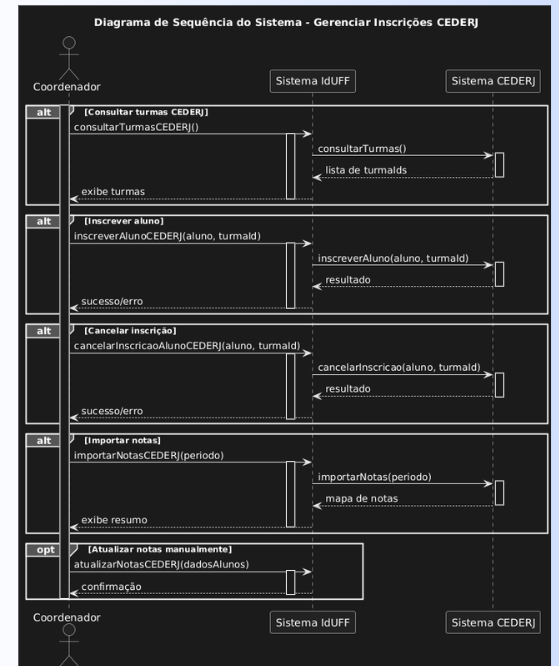 Diagrama de Sequência do Sistema - Gerenciar Inscrições CEDERJ
Coordenador
Sistema IdUFF
Sistema CEDERJ
alt
[Consultar turmas CEDERJ]
consultarTurmasCEDERJ()
consultarTurmas()
lista de turmaIds
exibe turmas
alt
[Inscrever aluno]
inscreverAlunoCEDERJ(aluno, turmaId)
inscreverAluno(aluno, turmaId)
resultado
sucesso/erro
alt
[Cancelar inscrição]
cancelarInscricaoAlunoCEDERJ(aluno, turmaId)
cancelarInscricao(aluno, turmaId)
resultado
sucesso/erro
alt
[Importar notas]
importarNotasCEDERJ(periodo)
importarNotas(periodo)
mapa de notas
exibe resumo
opt
[Atualizar notas manualmente]
atualizarNotasCEDERJ(dadosAlunos)
confirmação
Coordenador
Sistema IdUFF
Sistema CEDERJ